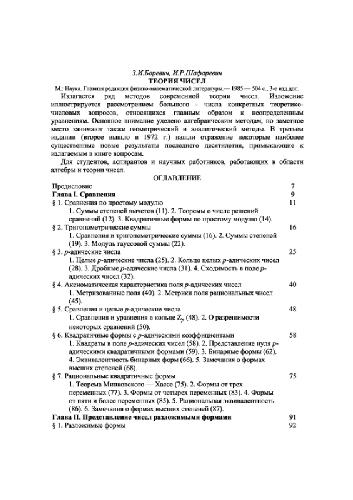 З.И.Боревич, И.Р.Шафаревич
ТЕОРИЯ ЧИСЕЛ
М.: Наука. Главная редакция физико-математической литературы. — 1985 — 504 с., 3-е изд.доп.
Излагается ряд методов современной теории чисел. Изложение
иллюстрируется рассмотрением большого числа конкретных теоретико-
числовых вопросов, относящихся главным образом к неопределенным
уравнениям. Основное внимание уделено алгебраическим методам, но заметное
место занимают также геометрический и аналитический методы. В третьем
издании (второе вышло в 1972 г.) нашли отражение некоторые наиболее
существенные новые результаты последнего десятилетия, примыкающие к
излагаемым в книге вопросам.
Для студентов, аспирантов и научных работников, работающих в области
алгебры и теории чисел.
ОГЛАВЛЕНИЕ
Предисловие 7
Глава I. Сравнения 9
§ 1. Сравнения по простому модулю 11
1. Суммы степеней вычетов (11). 2. Теоремы о числе решений
сравнений (12). 3. Квадратичные формы по простому модулю (14).
§ 2. Тригонометрические суммы 16
1. Сравнения и тригонометрические суммы (16). 2. Суммы степеней
(19). 3. Модуль гауссовой суммы (22).
§ 3. p-адические числа 25
1. Целые p-адические числа (25). 2. Кольцо целых p-адических чисел
(28). 3. Дробные p-адические числа (31). 4. Сходимость в поле p-
адических чисел (32).
§ 4. Аксиоматическая характеристика поля p-адических чисел 40
1. Метризованные поля (40). 2. Метрики поля рациональных чисел
(45).
§ 5. Сравнения и целые p-адические числа 48
1. Сравнения и уравнения в кольце Zp (48). 2. О разрешимости
некоторых сравнений (50).
§ 6. Квадратичные формы с p-адическими коэффициентами 58
1. Квадраты в поле p-адических чисел (58). 2. Представление нуля p-
адическими квадратичными формами (59). 3. Бинарные формы (62).
4. Эквивалентность бинарных форм (66). 5. Замечания о формах
высших степеней (68).
§ 7. Рациональные квадратичные формы 75
1. Теорема Минковского — Хассе (75). 2. Формы от трех
переменных (77). 3. Формы от четырех переменных (83). 4. Формы
от пяти и более переменных (85). 5. Рациональная эквивалентность
(86). 6. Замечания о формах высших степеней (87).
Глава II. Представление чисел разложимыми формами 91
§ 1. Разложимые формы 92